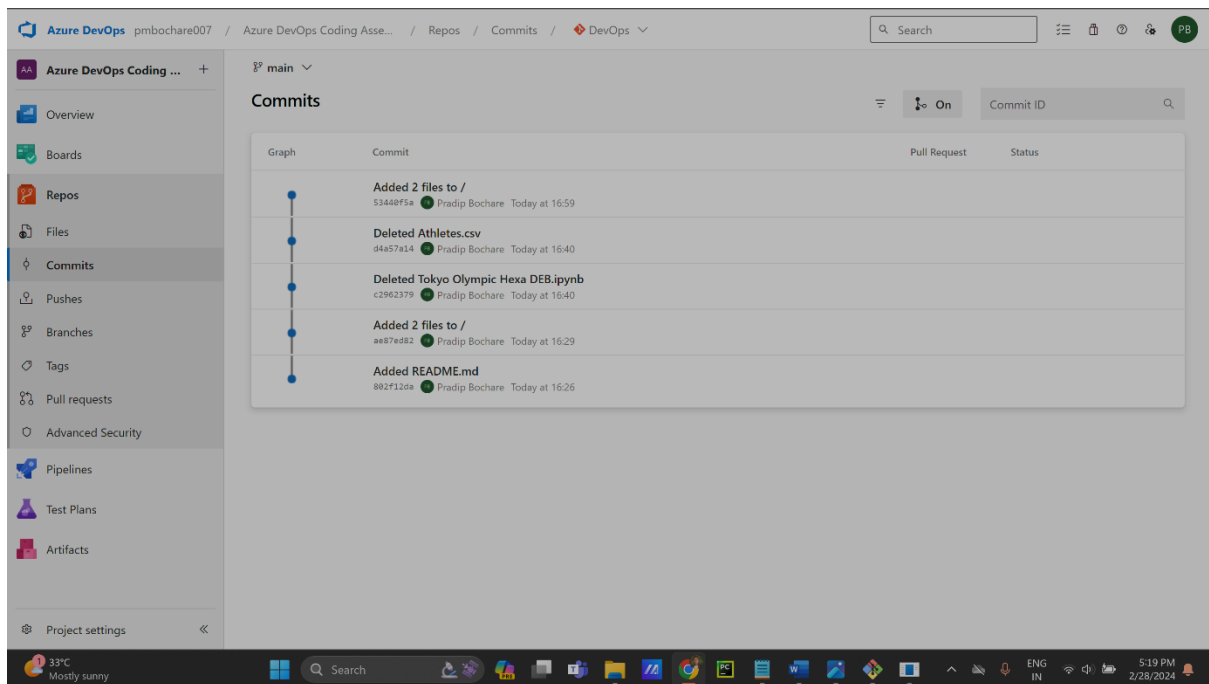 Azure DevOps pmbochare007 / Azure DevOps Coding Asse... / Repos / Commits / DevOps
Search
PB
AA Azure DevOps Coding ... +
main
Commits
On
Commit ID
Overview
Boards
Repos
Files
Commits
Pushes
Branches
Tags
Pull requests
Advanced Security
Pipelines
Test Plans
Artifacts
Project settings
Graph Commit Pull Request Status
Added 2 files to /
53440f5a Pradip Bochare Today at 16:59
Deleted Athletes.csv
d4a57a14 Pradip Bochare Today at 16:40
Deleted Tokyo Olympic Hexa DEB.ipynb
c2962379 Pradip Bochare Today at 16:40
Added 2 files to /
ae87ed82 Pradip Bochare Today at 16:29
Added README.md
802f12da Pradip Bochare Today at 16:26
1
33°C
Mostly sunny
Search
PRE
PC
ENG
IN
5:19 PM
2/28/2024